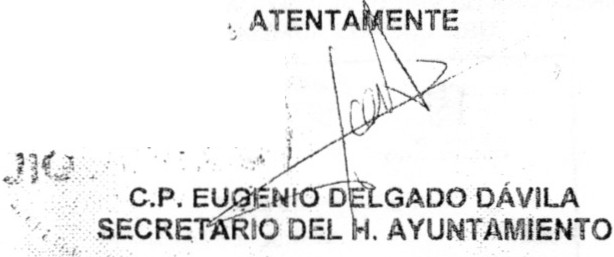 ATENTAMENTE
C.P. EUGENIO DELGADO DÁVILA
SECRETARIO DEL H. AYUNTAMIENTO